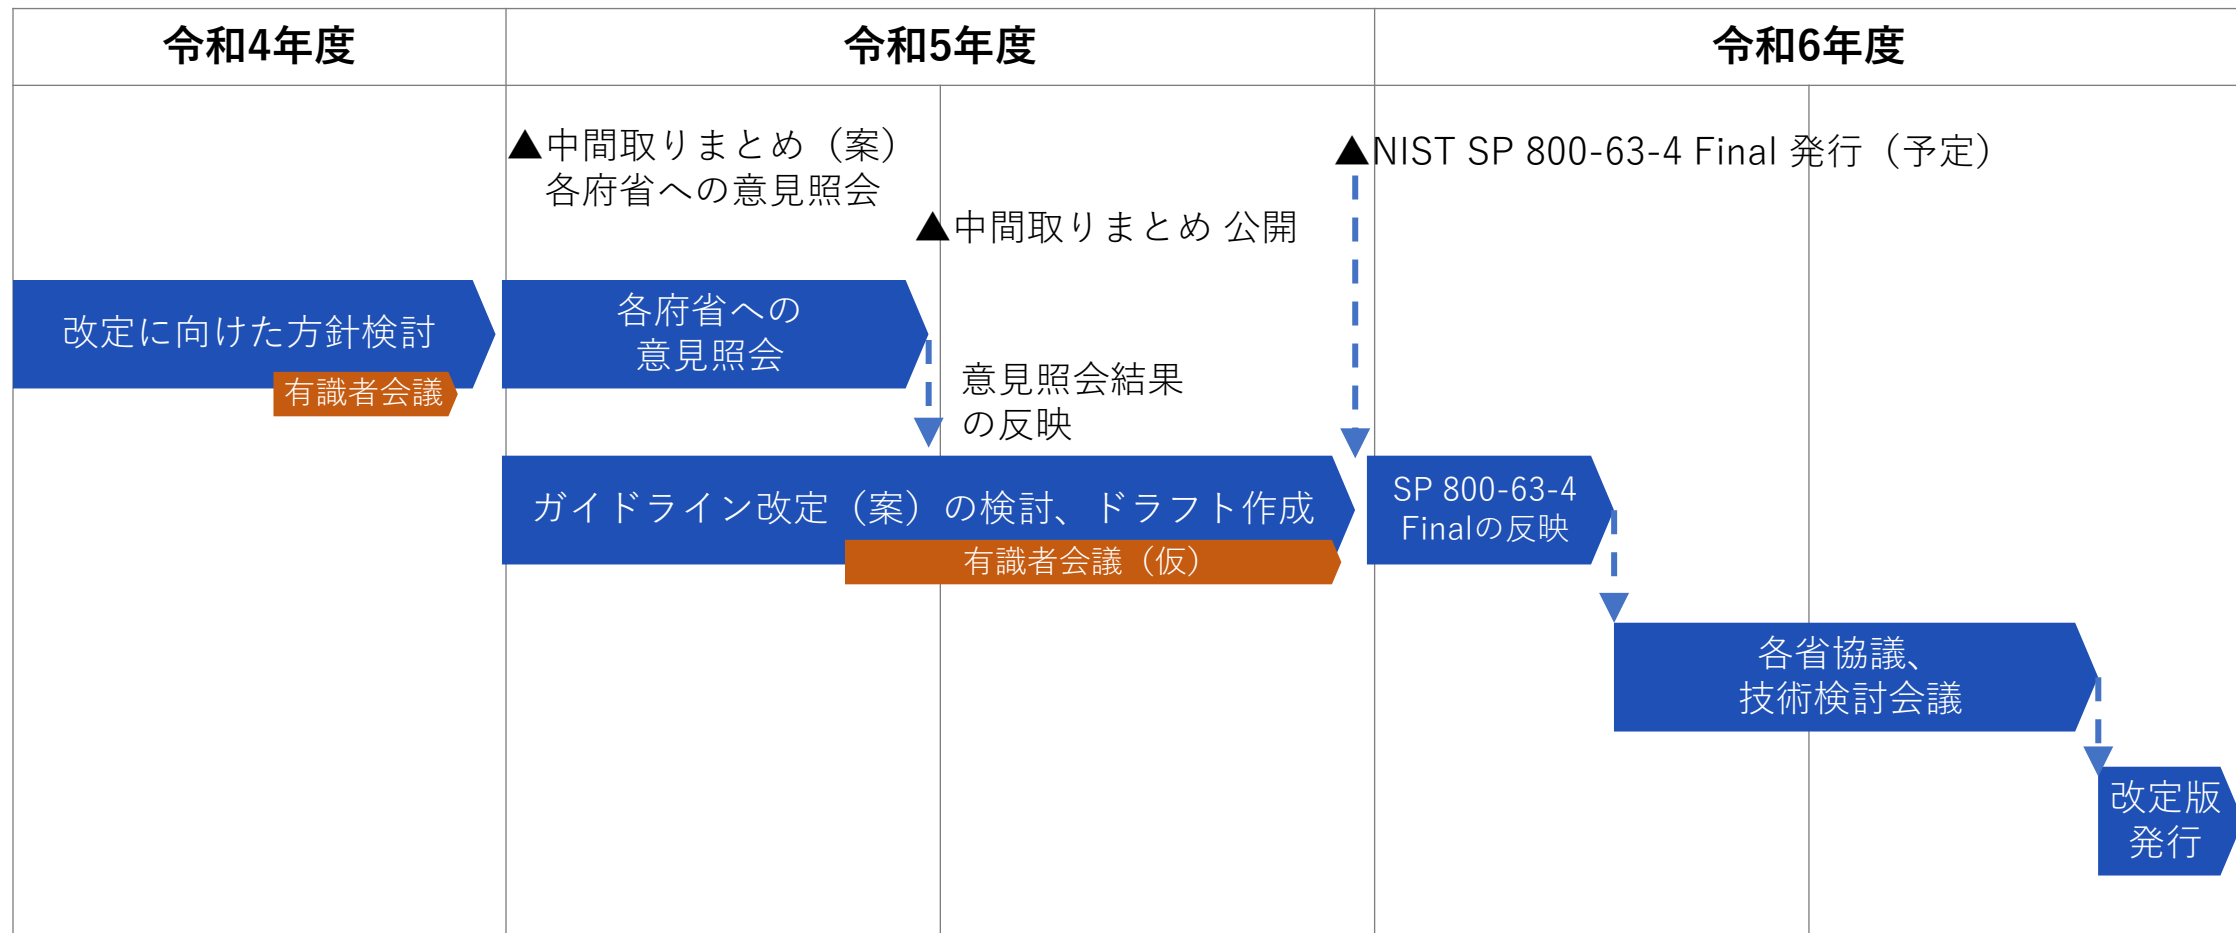 令和4年度
令和5年度
令和6年度
▲中間取りまとめ（案）
各府省への意見照会
▲NIST SP 800-63-4 Final 発行（予定）
▲中間取りまとめ 公開
改定に向けた方針検討
有識者会議
各府省への
意見照会
意見照会結果
の反映
ガイドライン改定（案）の検討、ドラフト作成
有識者会議（仮）
SP 800-63-4
Finalの反映
各省協議、
技術検討会議
改定版
発行